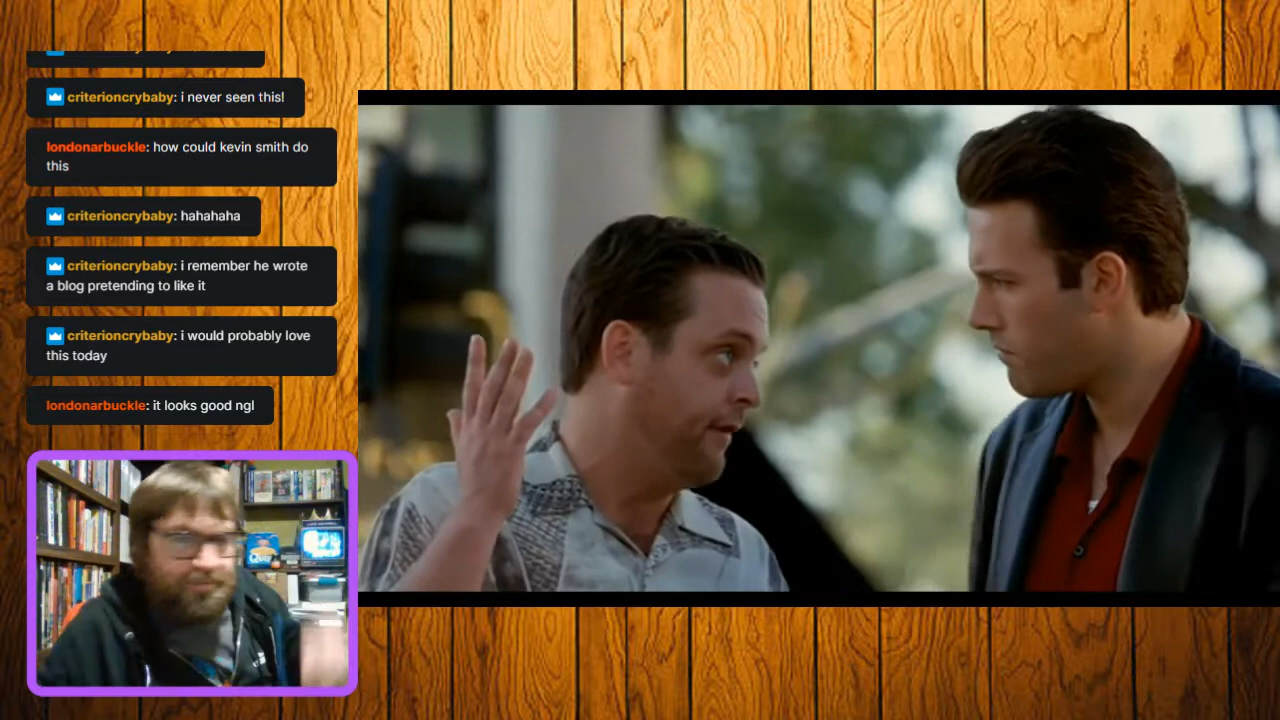 criterioncrybaby: i never seen this!
londonarbuckle: how could kevin smith do
this
criterioncrybaby: hahahaha
criterioncrybaby: i remember he wrote
a blog pretending to like it
criterioncrybaby: i would probably love
this today
londonarbuckle: it looks good ngl